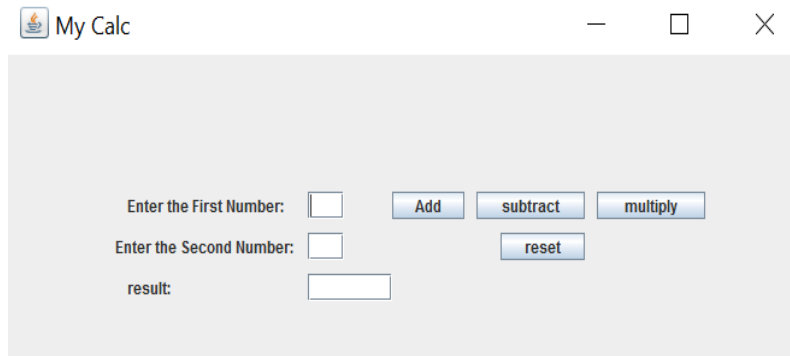 My Calc
Enter the First Number: Add subtract multiply
Enter the Second Number: reset
result: